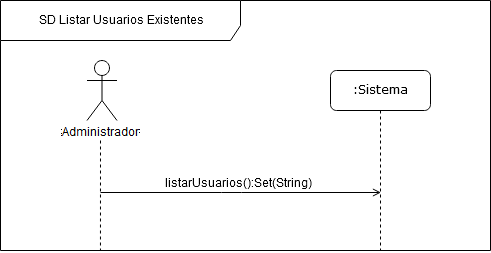 SD Listar Usuarios Existentes
:Sistema
:Administrador
listarUsuarios():Set(String)